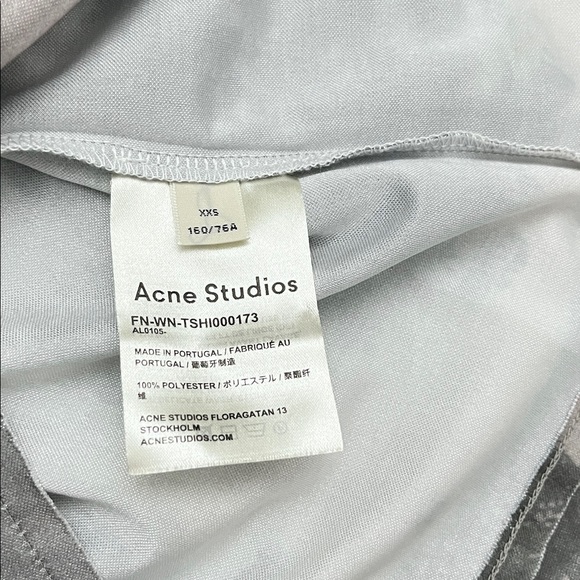 XXS
160/76A
Acne Studios
FN-WN-TSHI000173
AL0105-
MADE IN PORTUGAL / FABRIQUÉ AU
PORTUGAL / 葡萄牙制造
100% POLYESTER / ポリエステル / 聚酯纤
维
ACNE STUDIOS FLORAGATAN 13
STOCKHOLM
ACNESTUDIOS.COM